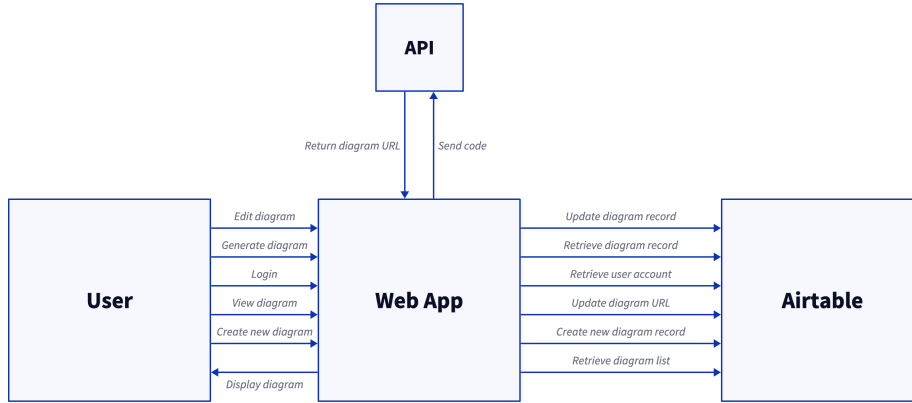 API
Return diagram URL
Send code
User
Edit diagram
Generate diagram
Login
View diagram
Create new diagram
Display diagram
Web App
Update diagram record
Retrieve diagram record
Retrieve user account
Update diagram URL
Create new diagram record
Retrieve diagram list
Airtable